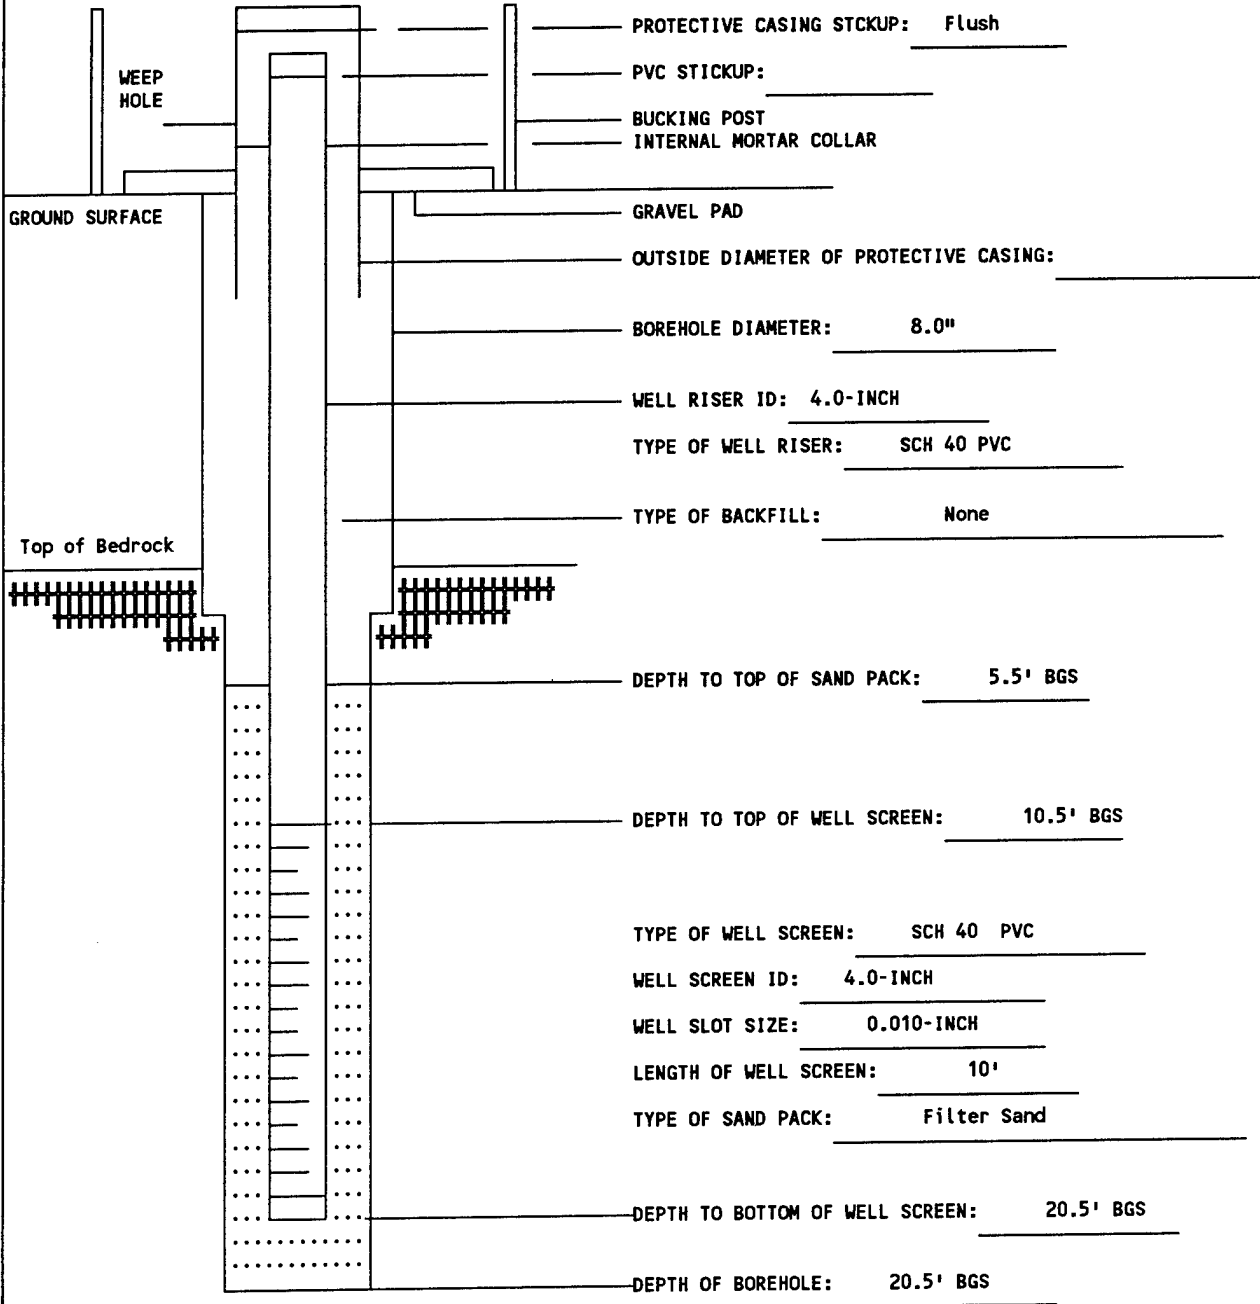 PROTECTIVE CASING STCKUP: Flush
WEEP
HOLE
PVC STICKUP:
BUCKING POST
INTERNAL MORTAR COLLAR
GROUND SURFACE
GRAVEL PAD
OUTSIDE DIAMETER OF PROTECTIVE CASING:
BOREHOLE DIAMETER: 8.0"
WELL RISER ID: 4.0-INCH
TYPE OF WELL RISER: SCH 40 PVC
TYPE OF BACKFILL: None
Top of Bedrock
DEPTH TO TOP OF SAND PACK: 5.5' BGS
DEPTH TO TOP OF WELL SCREEN: 10.5' BGS
TYPE OF WELL SCREEN: SCH 40 PVC
WELL SCREEN ID: 4.0-INCH
WELL SLOT SIZE: 0.010-INCH
LENGTH OF WELL SCREEN: 10'
TYPE OF SAND PACK: Filter Sand
DEPTH TO BOTTOM OF WELL SCREEN: 20.5' BGS
DEPTH OF BOREHOLE: 20.5' BGS